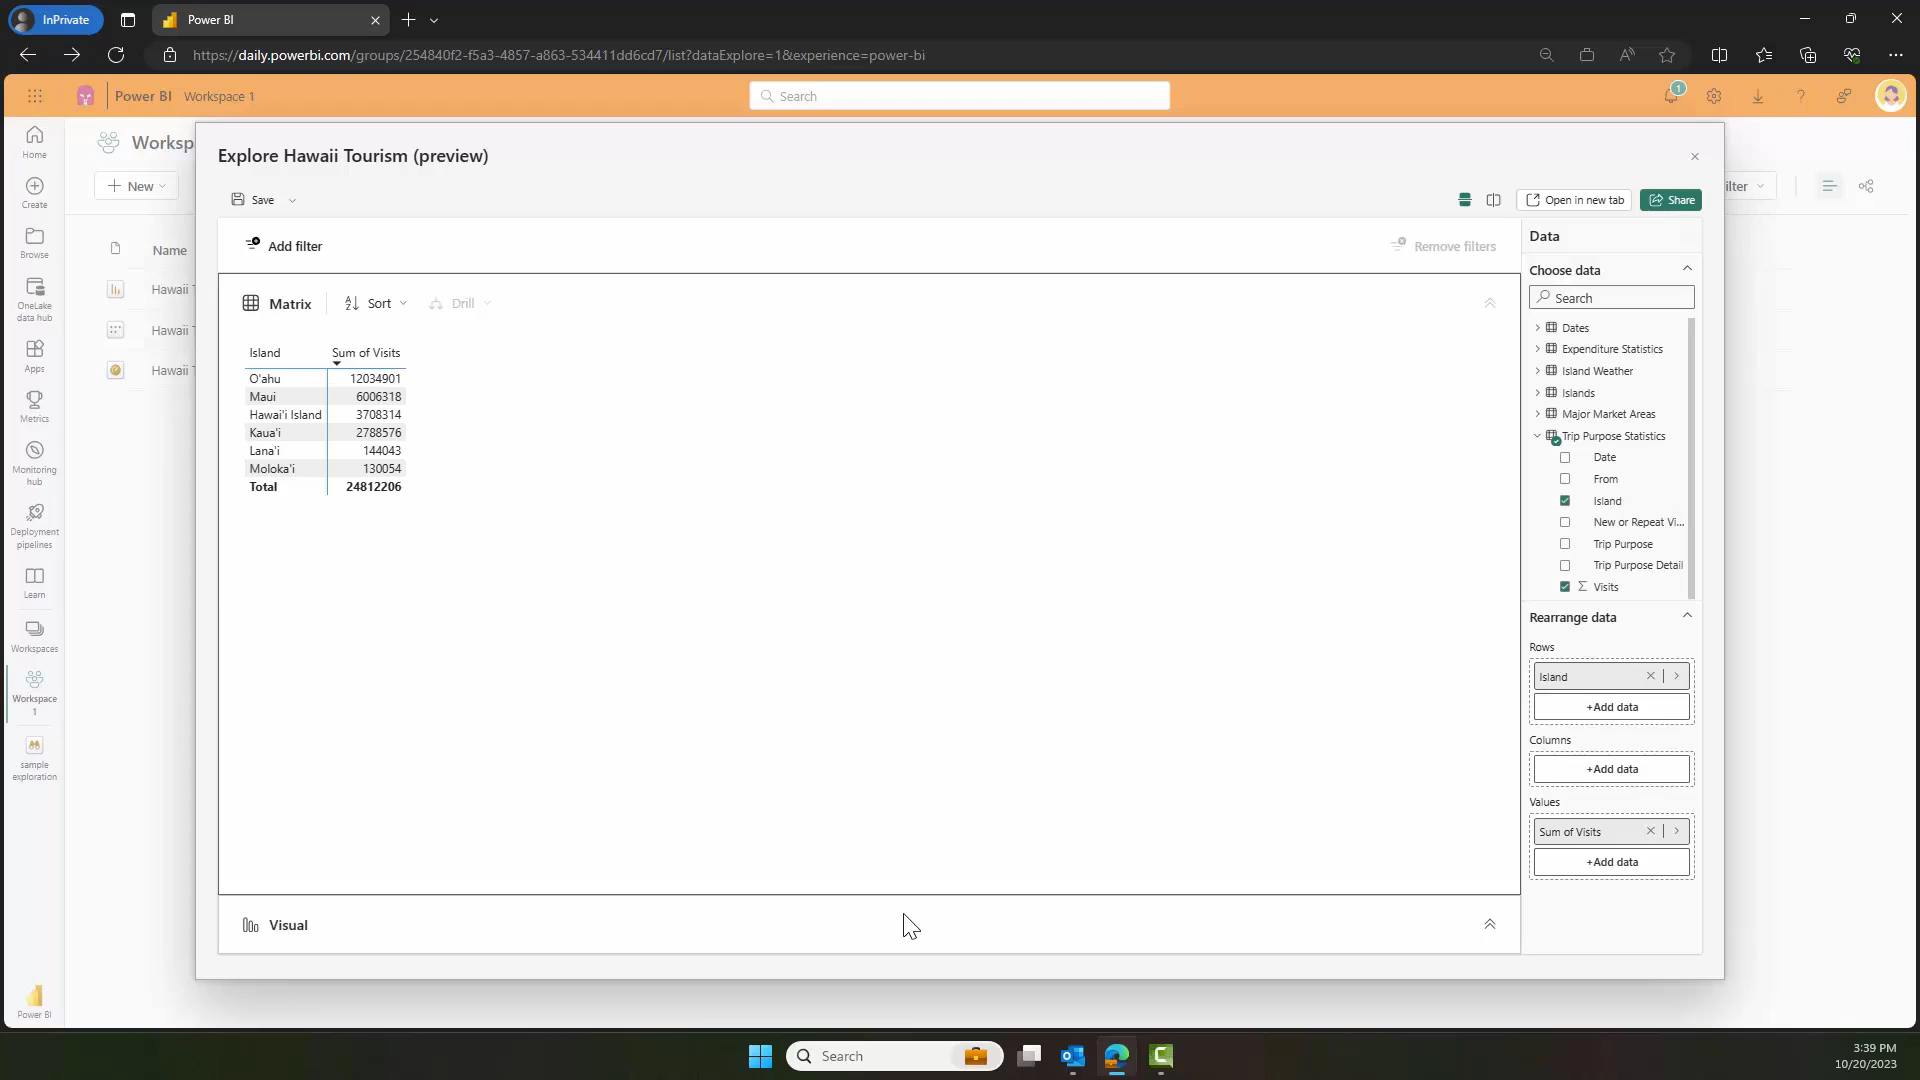 InPrivate
Power BI
https://daily.powerbi.com/groups/254840f2-f5a3-4857-a863-534411dd6cd7/list?dataExplore=1&experience=power-bi
Power BI Workspace 1
Search
1
Home
Create
Browse
OneLake
data hub
Apps
Metrics
Monitoring
hub
Deployment
pipelines
Learn
Workspaces
Workspace
1
sample
exploration
Power BI
Worksp
New
Name
Hawaii T
Hawaii T
Hawaii T
ilter
Explore Hawaii Tourism (preview)
Save
Open in new tab
Share
Add filter
Remove filters
Matrix
Sort
Drill
Island Sum of Visits
O'ahu 12034901
Maui 6006318
Hawai'i Island 3708314
Kaua'i 2788576
Lana'i 144043
Moloka'i 130054
Total 24812206
Visual
Data
Choose data
Search
Dates
Expenditure Statistics
Island Weather
Islands
Major Market Areas
Trip Purpose Statistics
Date
From
Island
New or Repeat Vi...
Trip Purpose
Trip Purpose Detail
Σ Visits
Rearrange data
Rows
Island
+Add data
Columns
+Add data
Values
Sum of Visits
+Add data
Search
3:39 PM
10/20/2023